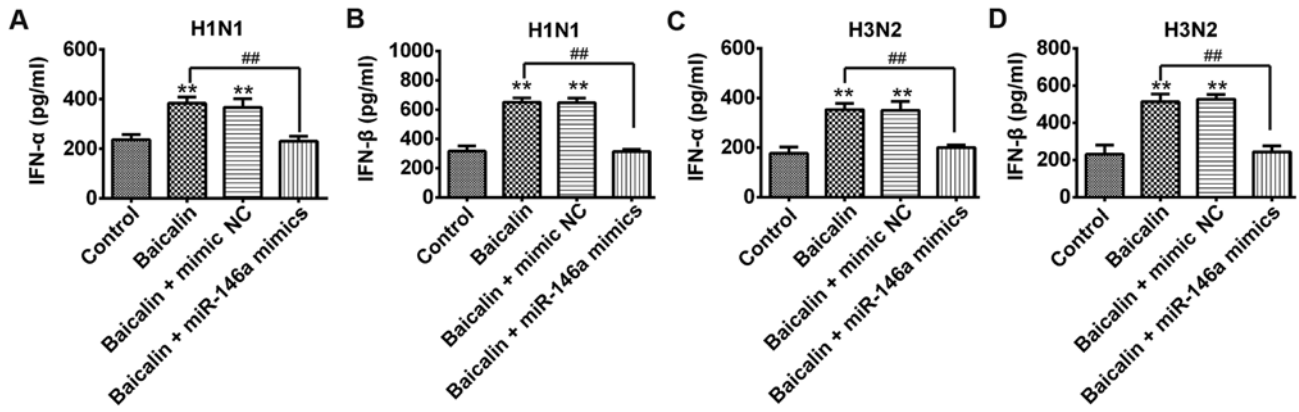 A
H1N1
##
**
**
IFN-α (pg/ml)
600
400
200
0
Control
Baicalin
Baicalin + mimic NC
Baicalin + miR-146a mimics
B
H1N1
##
**
**
IFN-β (pg/ml)
1000
800
600
400
200
0
Control
Baicalin
Baicalin + mimic NC
Baicalin + miR-146a mimics
C
H3N2
##
**
**
IFN-α (pg/ml)
600
400
200
0
Control
Baicalin
Baicalin + mimic NC
Baicalin + miR-146a mimics
D
H3N2
##
**
**
IFN-β (pg/ml)
800
600
400
200
0
Control
Baicalin
Baicalin + mimic NC
Baicalin + miR-146a mimics